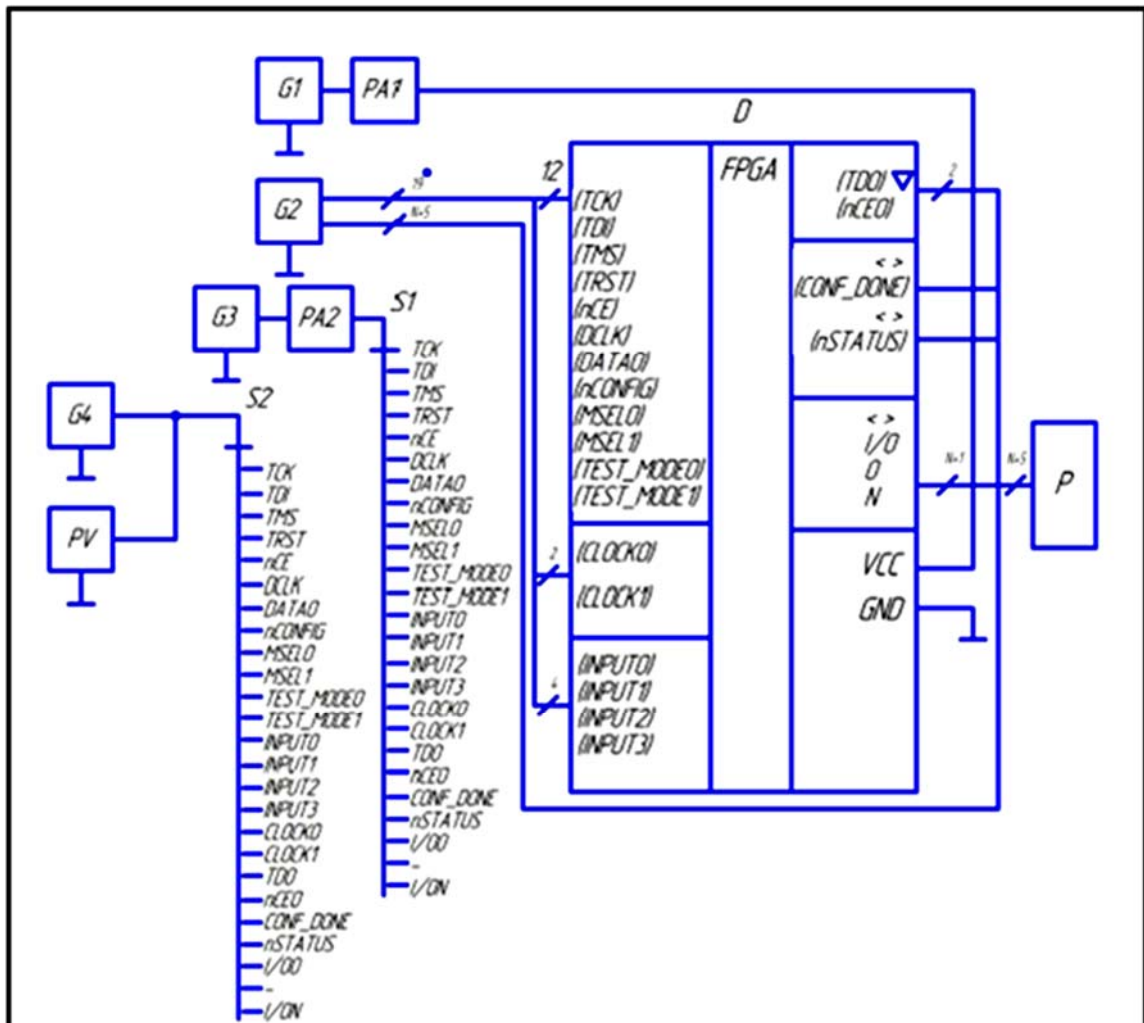 G1
PA1
D
G2
19
N+5
12
G3
PA2
S1
G4
S2
PV
TCK
TDI
TMS
TRST
nCE
DCLK
DATA0
nCONFIG
MSEL0
MSEL1
TEST_MODE0
TEST_MODE1
INPUT0
INPUT1
INPUT2
INPUT3
CLOCK0
CLOCK1
TDO
nCEO
CONF_DONE
nSTATUS
I/O0
-
I/ON
TCK
TDI
TMS
TRST
nCE
DCLK
DATA0
nCONFIG
MSEL0
MSEL1
TEST_MODE0
TEST_MODE1
INPUT0
INPUT1
INPUT2
INPUT3
CLOCK0
CLOCK1
TDO
nCEO
CONF_DONE
nSTATUS
I/O0
-
I/ON
(TCK)
(TDI)
(TMS)
(TRST)
(nCE)
(DCLK)
(DATA0)
(nCONFIG)
(MSEL0)
(MSEL1)
(TEST_MODE0)
(TEST_MODE1)
2
(CLOCK0)
(CLOCK1)
4
(INPUT0)
(INPUT1)
(INPUT2)
(INPUT3)
FPGA
(TDO)
(nCEO)
2
< >
(CONF_DONE)
< >
(nSTATUS)
< >
I/O
0
N
N+1
N+5
P
VCC
GND